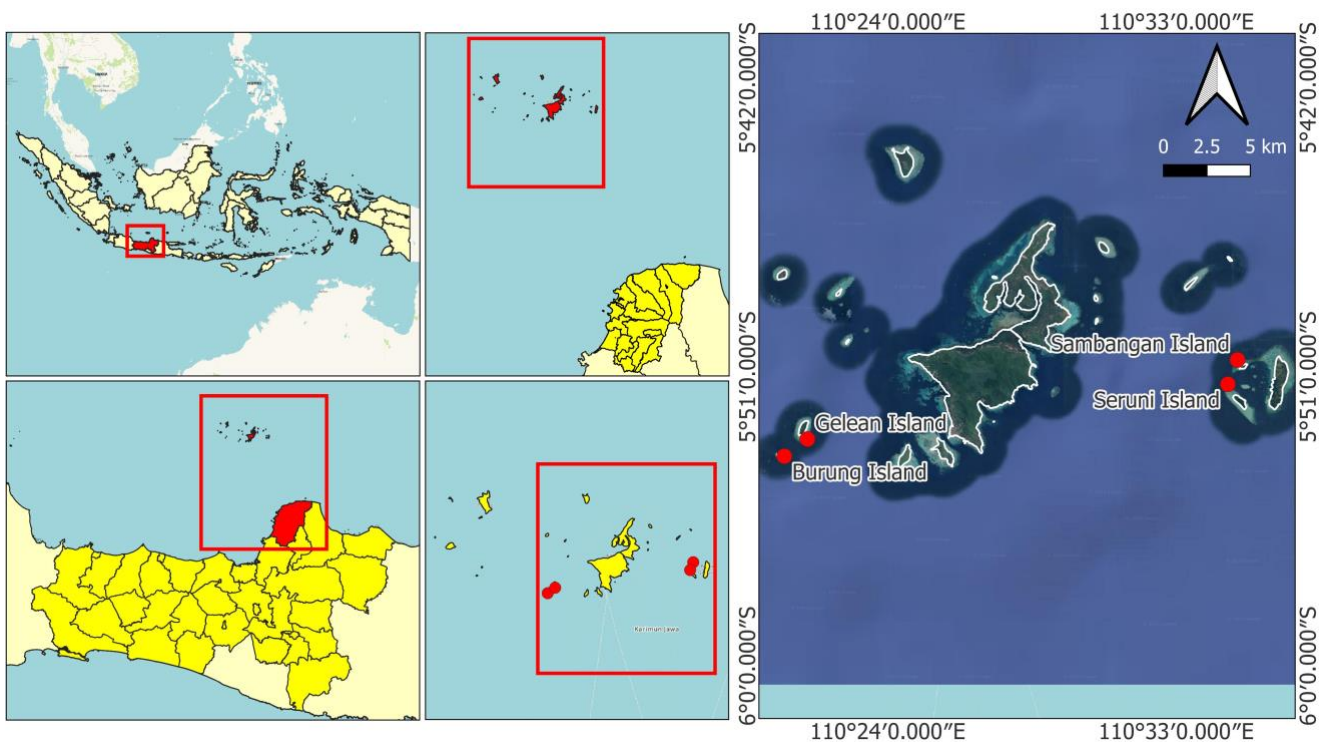 110°24′0.000″E 110°33′0.000″E
5°42′0.000″S 5°42′0.000″S
0 2.5 5 km
Sambangan Island
5°51′0.000″S 5°51′0.000″S
Seruni Island
Gelean Island
Burung Island
Karimunjawa
6°0′0.000″S 6°0′0.000″S
110°24′0.000″E 110°33′0.000″E